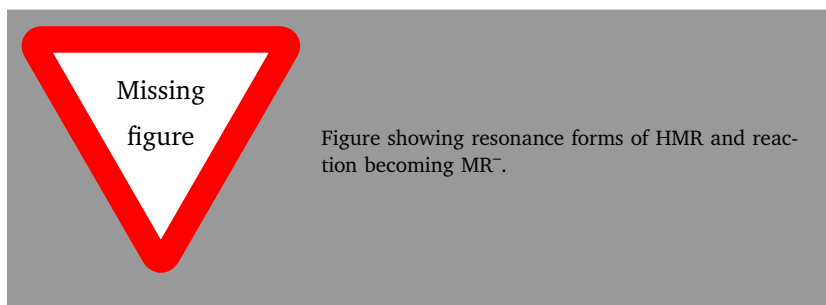 Missing
figure
Figure showing resonance forms of HMR and reac-
tion becoming MR⁻.